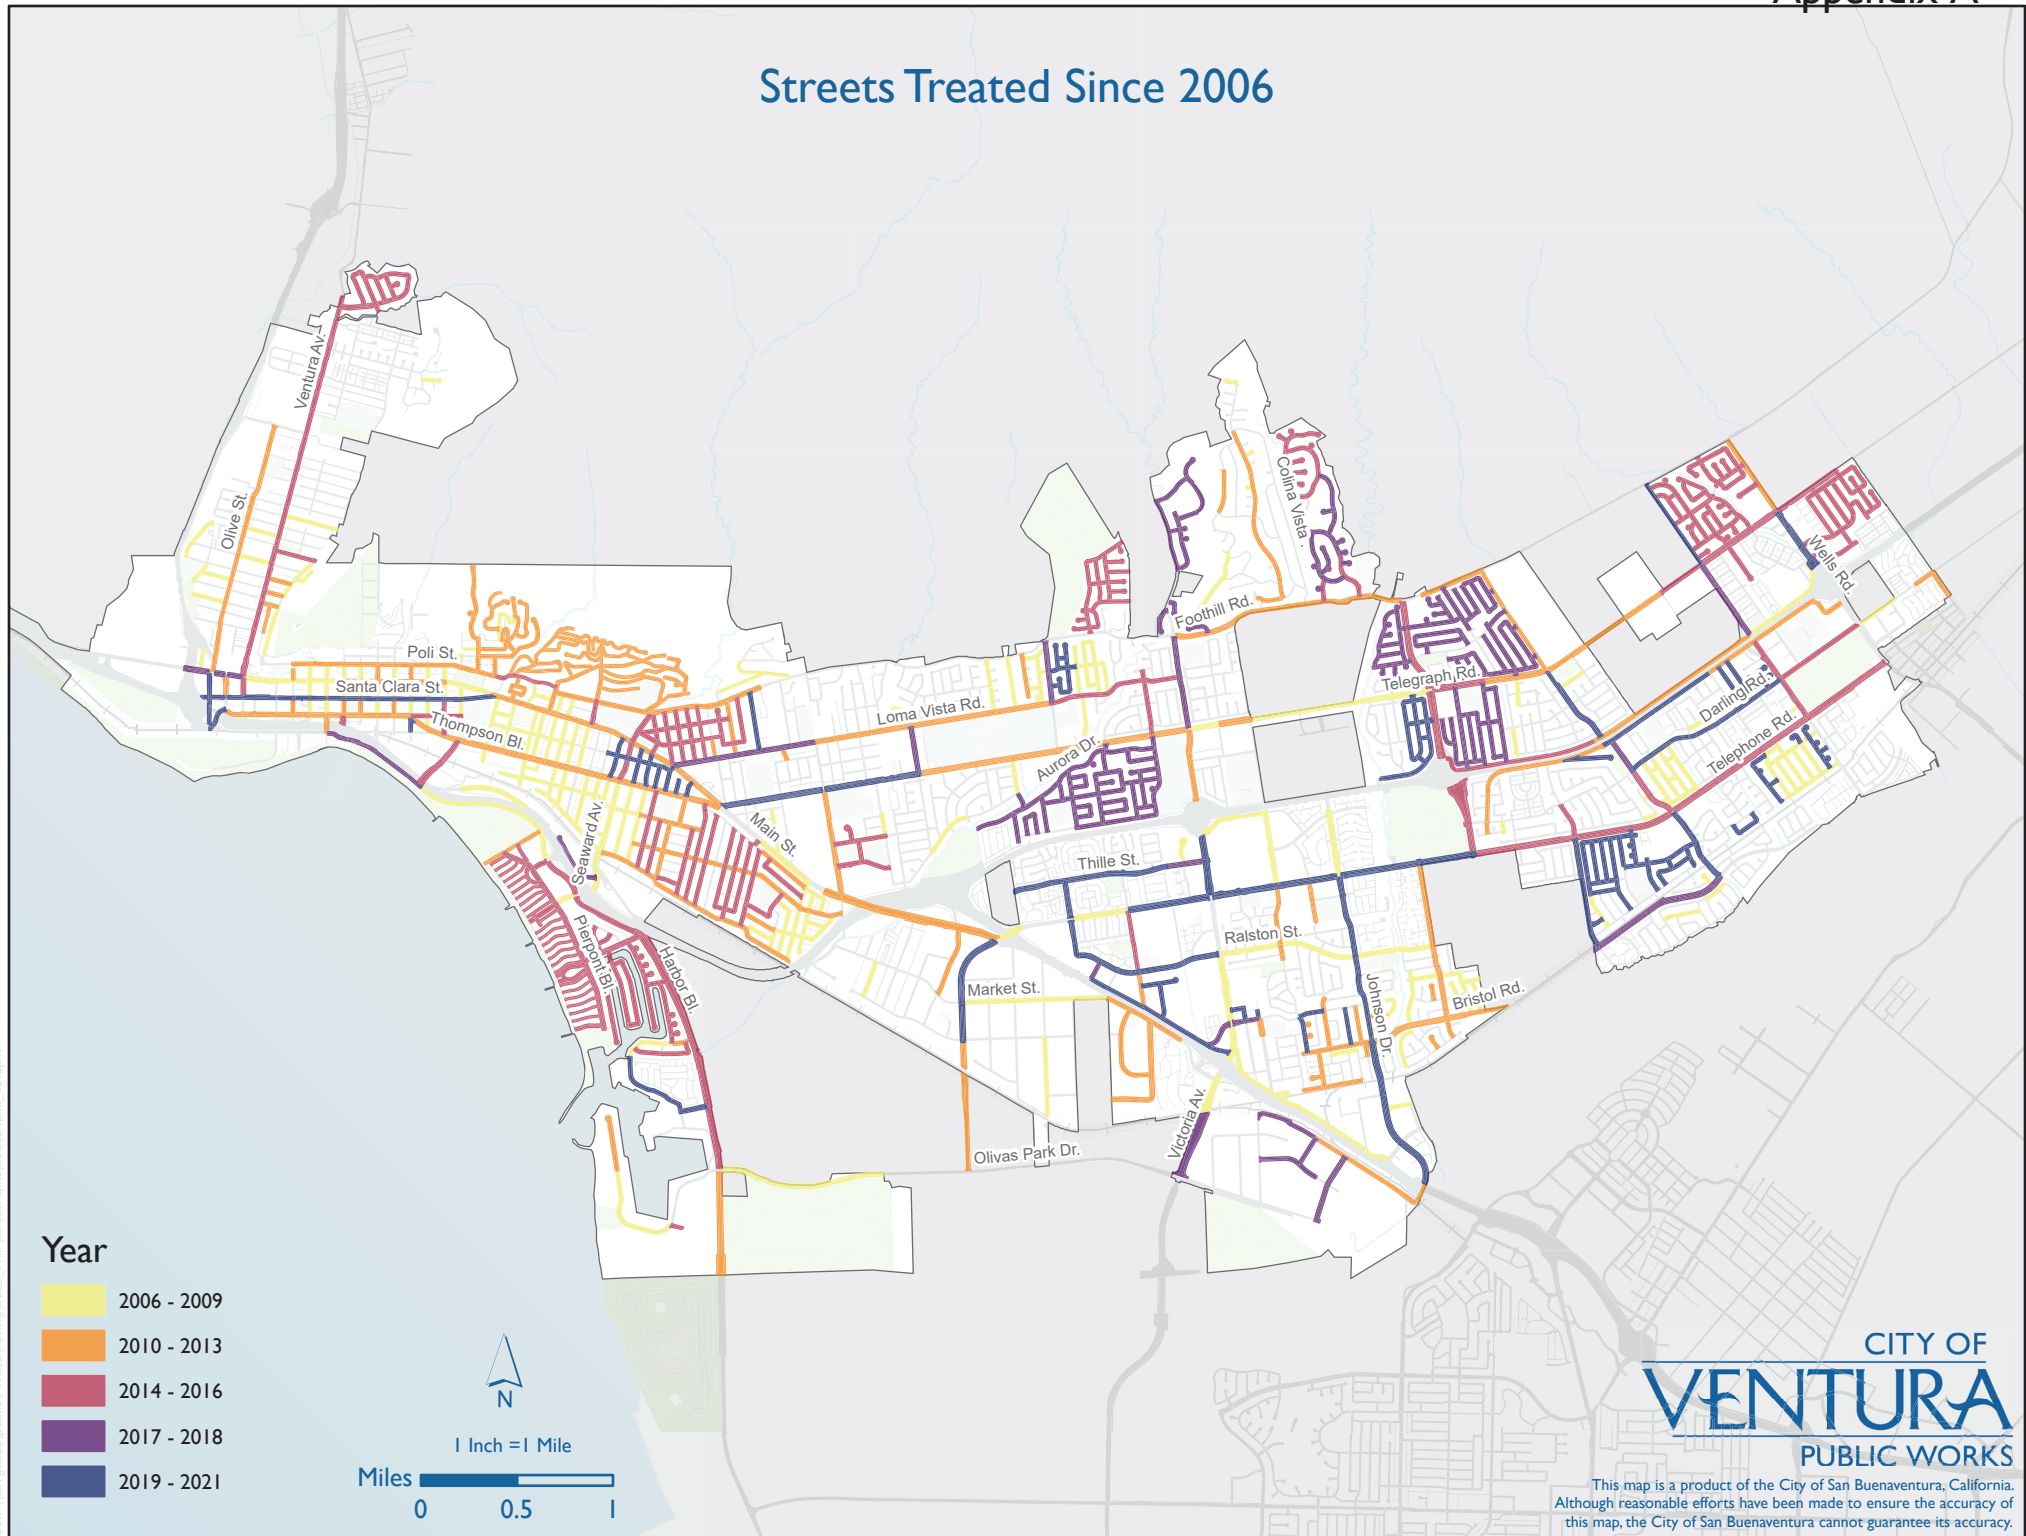 Appendix A
Streets Treated Since 2006
Ventura Av.
Olive St.
Colina Vista .
Wells Rd.
Foothill Rd.
Poli St.
Santa Clara St.
Telegraph Rd.
Darling Rd.
Loma Vista Rd.
Thompson Bl.
Aurora Dr.
Telephone Rd.
Main St.
Seaward Av.
Thille St.
Ralston St.
Pierpont Bl.
Harbor Bl.
Market St.
Johnson Dr.
Bristol Rd.
Victoria Av.
Olivas Park Dr.
Year
2006 - 2009
2010 - 2013
2014 - 2016
2017 - 2018
2019 - 2021
N
1 Inch =1 Mile
Miles
0 0.5 1
CITY OF
VENTURA
PUBLIC WORKS
This map is a product of the City of San Buenaventura, California.
Although reasonable efforts have been made to ensure the accuracy of
this map, the City of San Buenaventura cannot guarantee its accuracy.